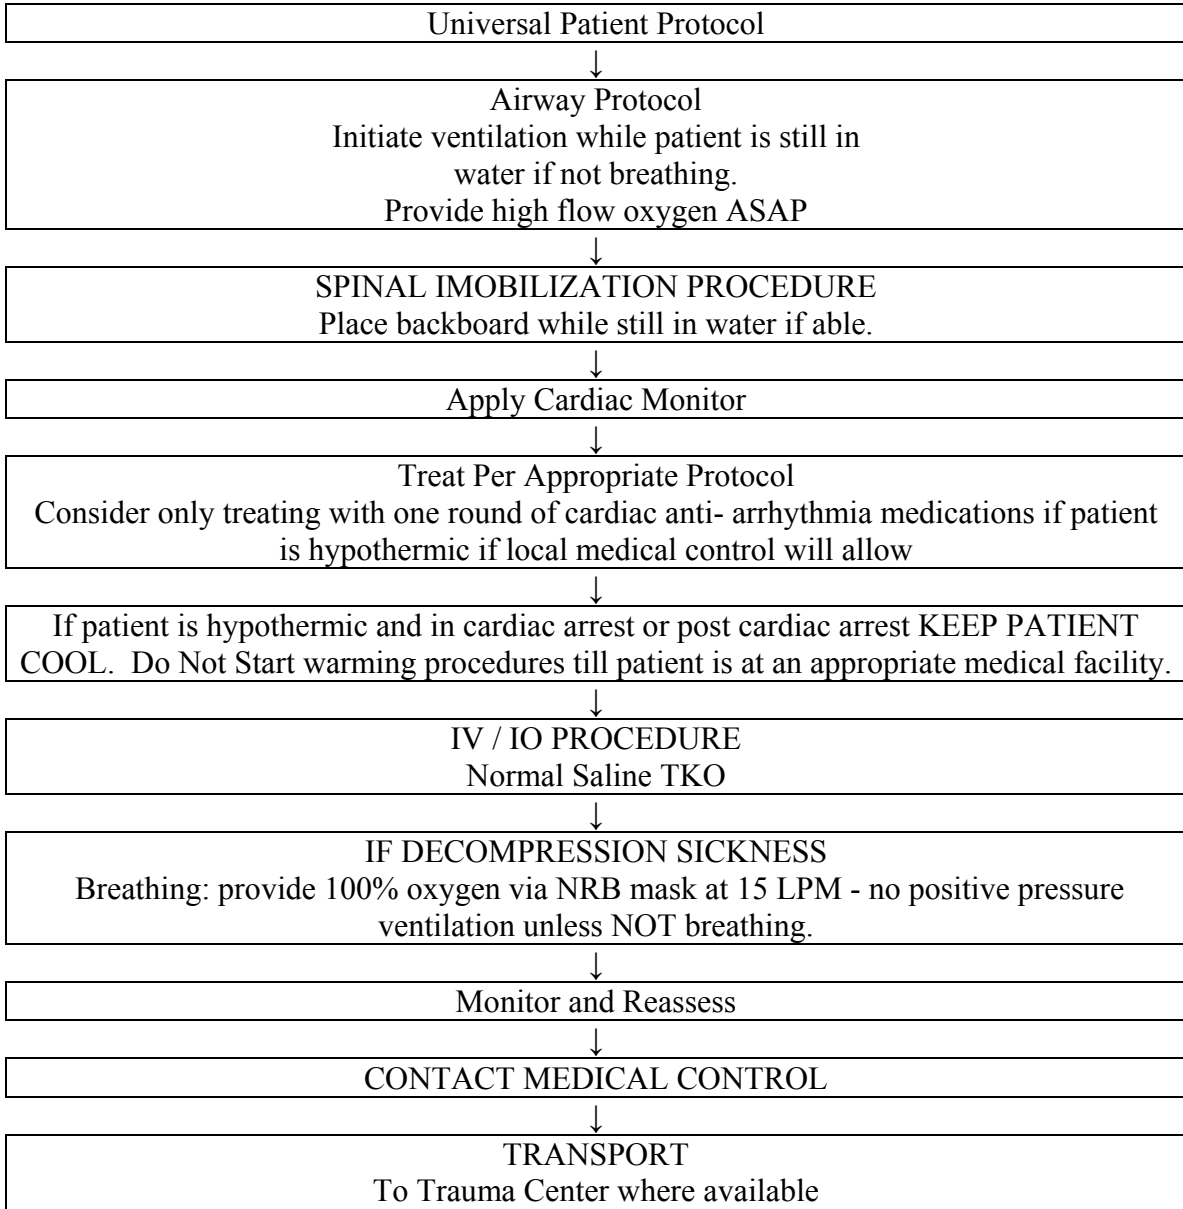 Universal Patient Protocol
↓
Airway Protocol
Initiate ventilation while patient is still in
water if not breathing.
Provide high flow oxygen ASAP
↓
SPINAL IMOBILIZATION PROCEDURE
Place backboard while still in water if able.
↓
Apply Cardiac Monitor
↓
Treat Per Appropriate Protocol
Consider only treating with one round of cardiac anti- arrhythmia medications if patient
is hypothermic if local medical control will allow
↓
If patient is hypothermic and in cardiac arrest or post cardiac arrest KEEP PATIENT
COOL.  Do Not Start warming procedures till patient is at an appropriate medical facility.
↓
IV / IO PROCEDURE
Normal Saline TKO
↓
IF DECOMPRESSION SICKNESS
Breathing: provide 100% oxygen via NRB mask at 15 LPM - no positive pressure
ventilation unless NOT breathing.
↓
Monitor and Reassess
↓
CONTACT MEDICAL CONTROL
↓
TRANSPORT
To Trauma Center where available